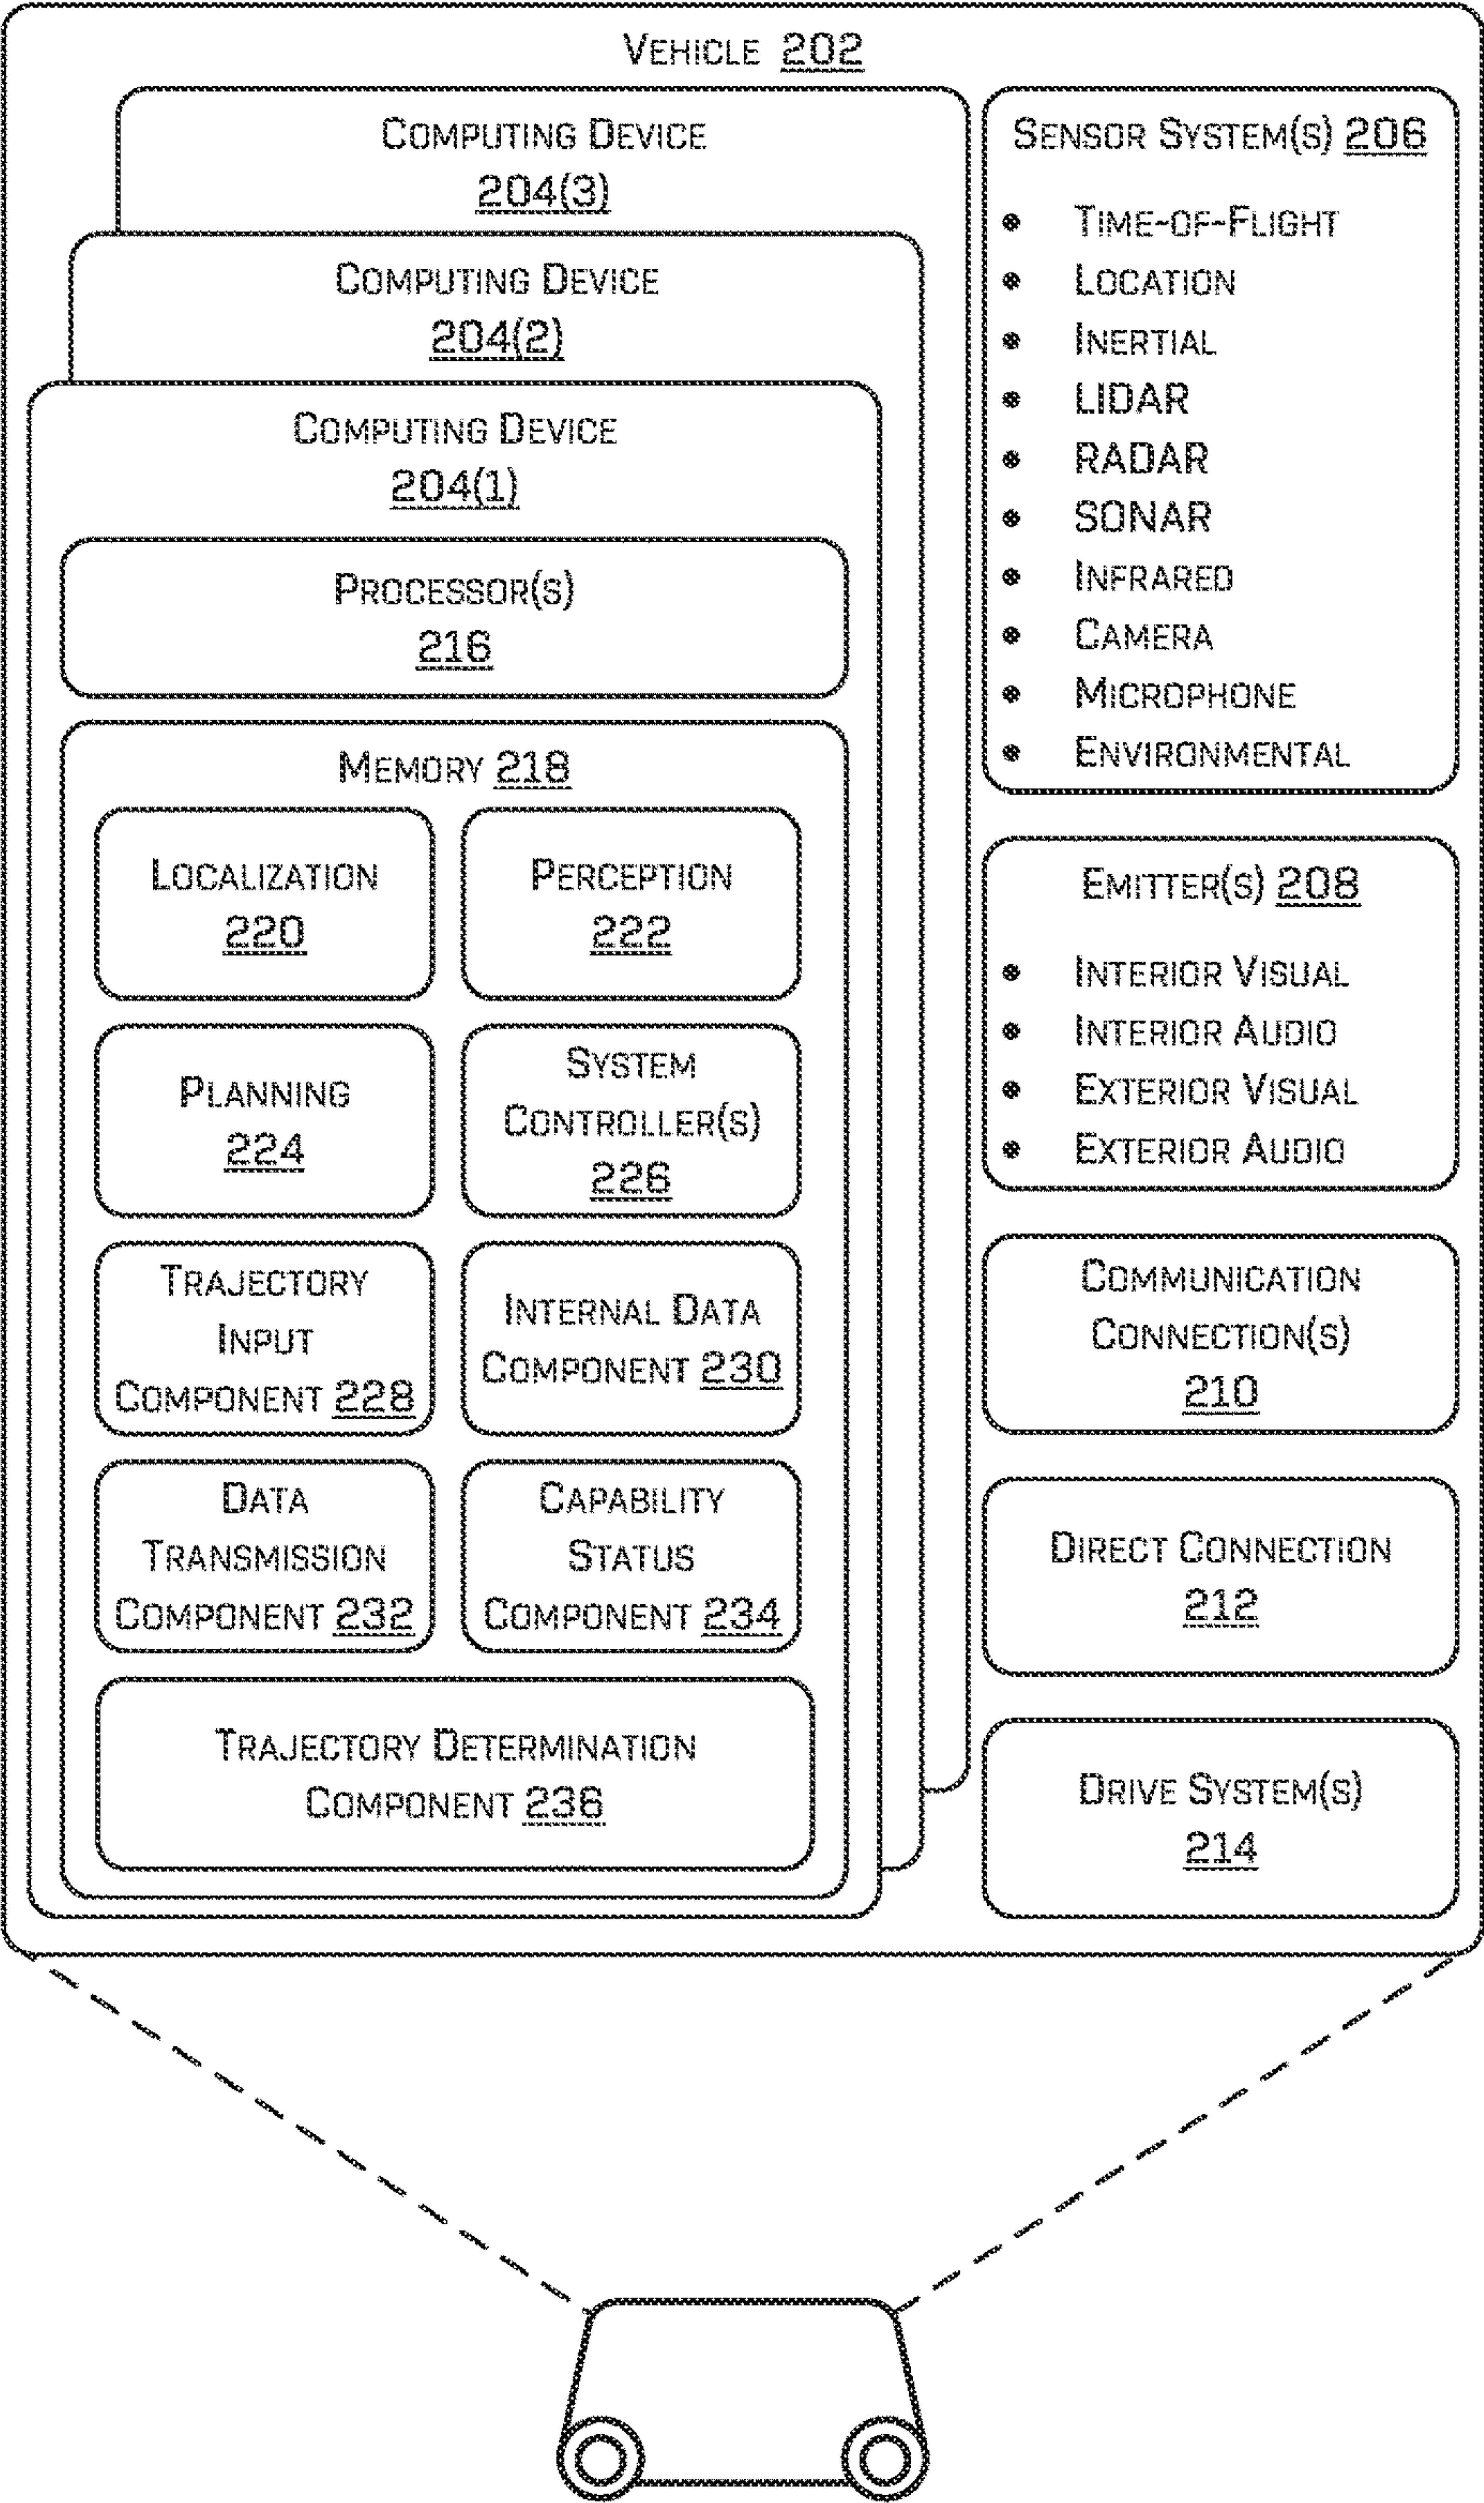 VEHICLE 202
COMPUTING DEVICE
204(3)
COMPUTING DEVICE
204(2)
COMPUTING DEVICE
204(1)
PROCESSOR(S)
216
MEMORY 218
LOCALIZATION
220
PERCEPTION
222
PLANNING
224
SYSTEM
CONTROLLER(S)
226
TRAJECTORY
INPUT
COMPONENT 228
INTERNAL DATA
COMPONENT 230
DATA
TRANSMISSION
COMPONENT 232
CAPABILITY
STATUS
COMPONENT 234
TRAJECTORY DETERMINATION
COMPONENT 236
SENSOR SYSTEM(S) 206
• TIME-OF-FLIGHT
• LOCATION
• INERTIAL
• LIDAR
• RADAR
• SONAR
• INFRARED
• CAMERA
• MICROPHONE
• ENVIRONMENTAL
EMITTER(S) 208
• INTERIOR VISUAL
• INTERIOR AUDIO
• EXTERIOR VISUAL
• EXTERIOR AUDIO
COMMUNICATION
CONNECTION(S)
210
DIRECT CONNECTION
212
DRIVE SYSTEM(S)
214